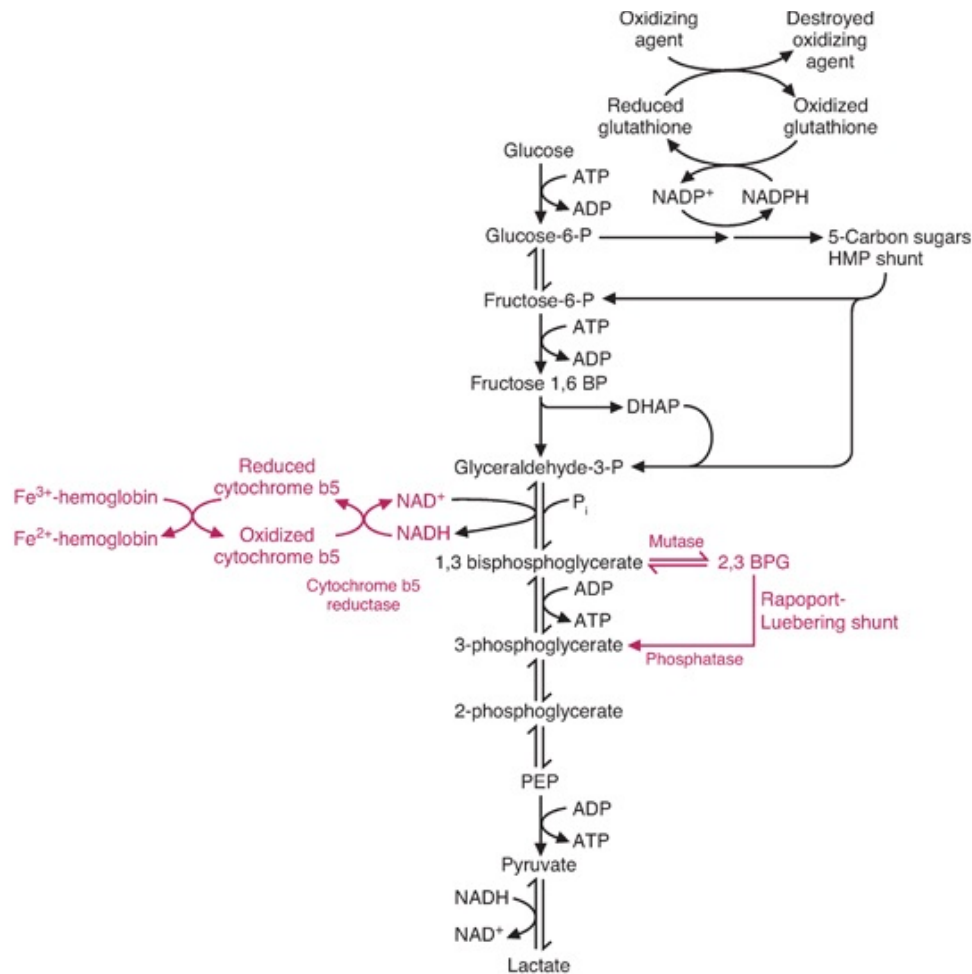 Oxidizing
agent
Destroyed
oxidizing
agent
Reduced
glutathione
Oxidized
glutathione
Glucose
ATP
ADP
NADP⁺
NADPH
Glucose-6-P
5-Carbon sugars
HMP shunt
Fructose-6-P
ATP
ADP
Fructose 1,6 BP
DHAP
Glyceraldehyde-3-P
Fe³⁺-hemoglobin
Reduced
cytochrome b5
NAD⁺
Pᵢ
Fe²⁺-hemoglobin
Oxidized
cytochrome b5
NADH
Cytochrome b5
reductase
1,3 bisphosphoglycerate
Mutase
2,3 BPG
ADP
ATP
Rapoport-
Luebering shunt
3-phosphoglycerate
Phosphatase
2-phosphoglycerate
PEP
ADP
ATP
Pyruvate
NADH
NAD⁺
Lactate